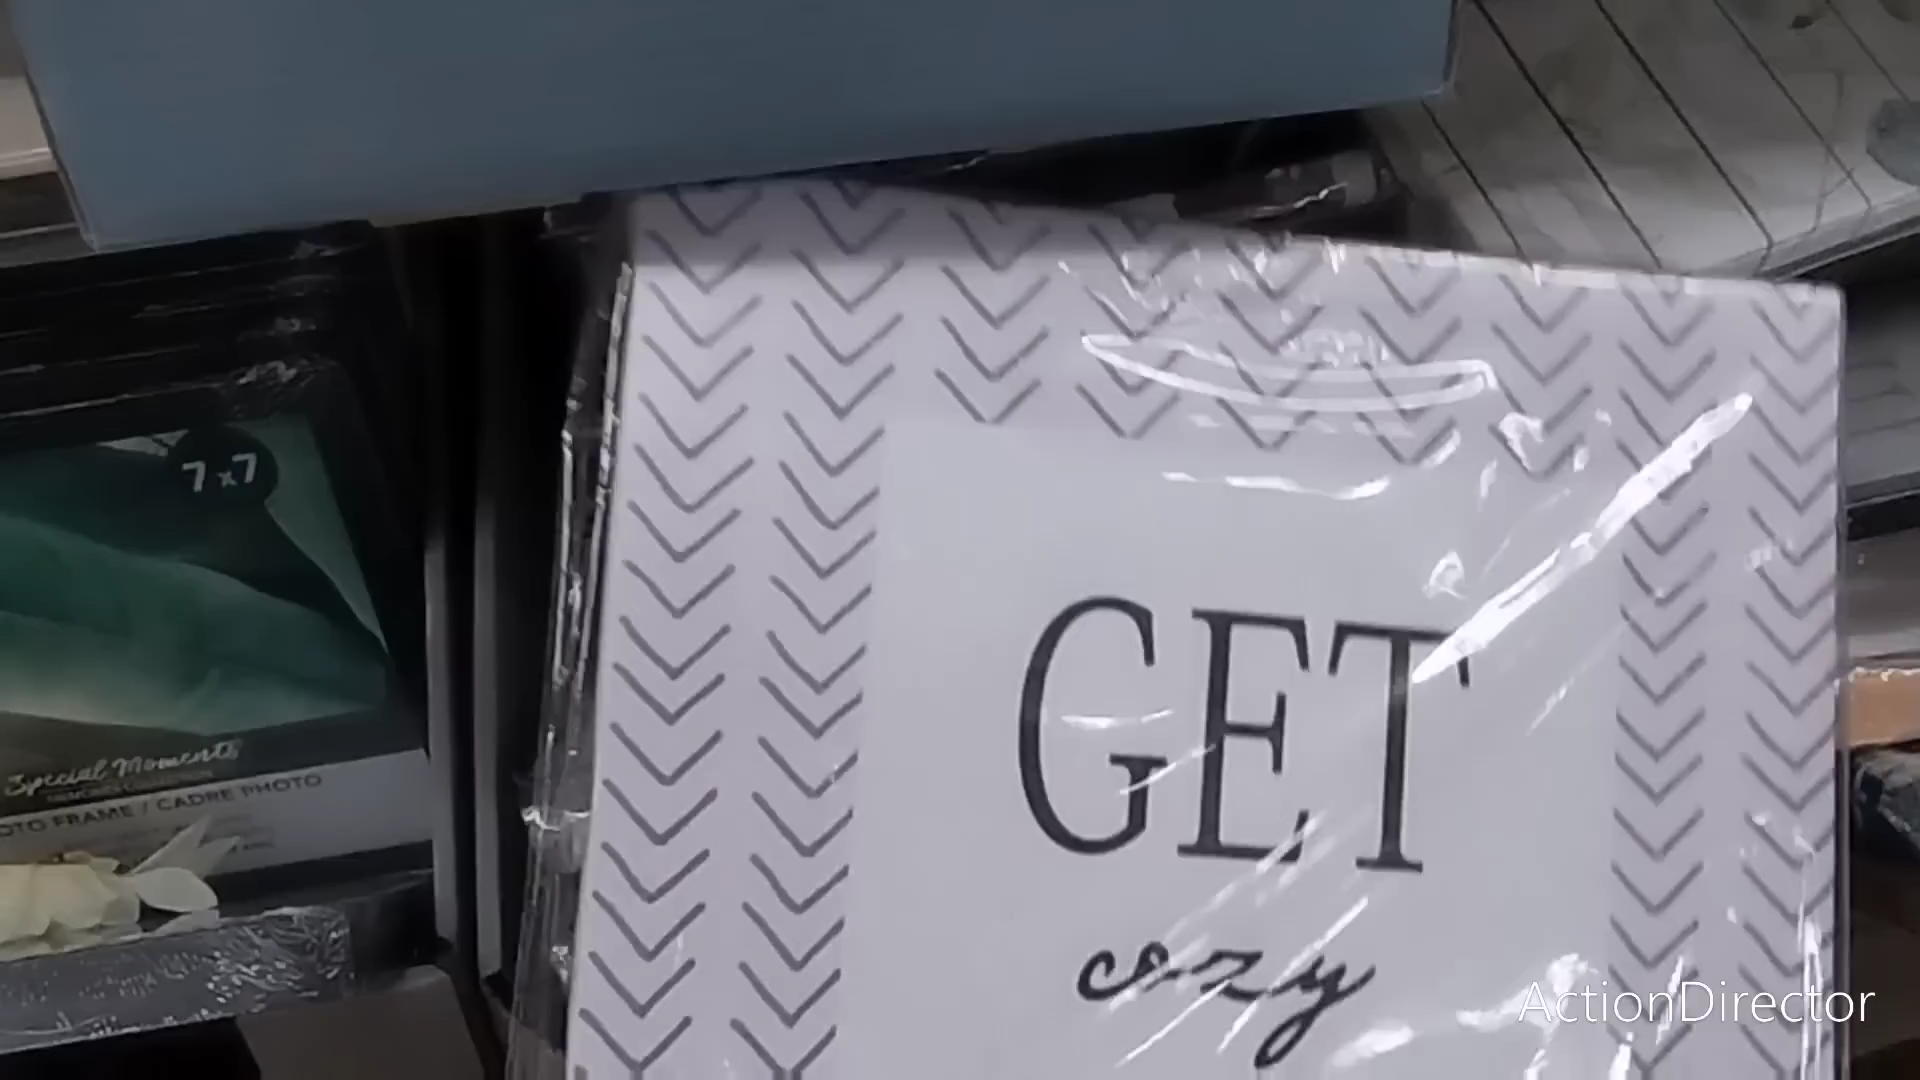 7x7
Special Moments
OTO FRAME / CADRE PHOTO
GET
cozy
ActionDirector